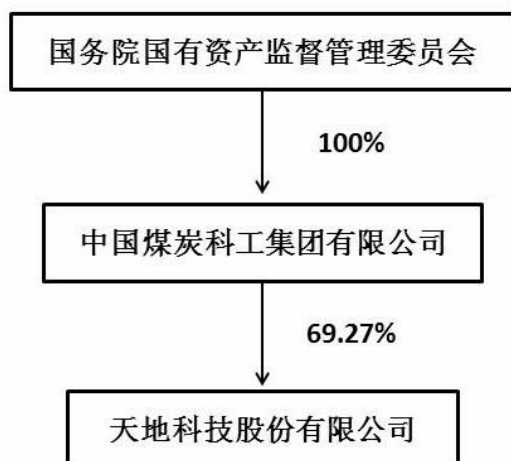 国务院国有资产监督管理委员会
100%
中国煤炭科工集团有限公司
69.27%
天地科技股份有限公司